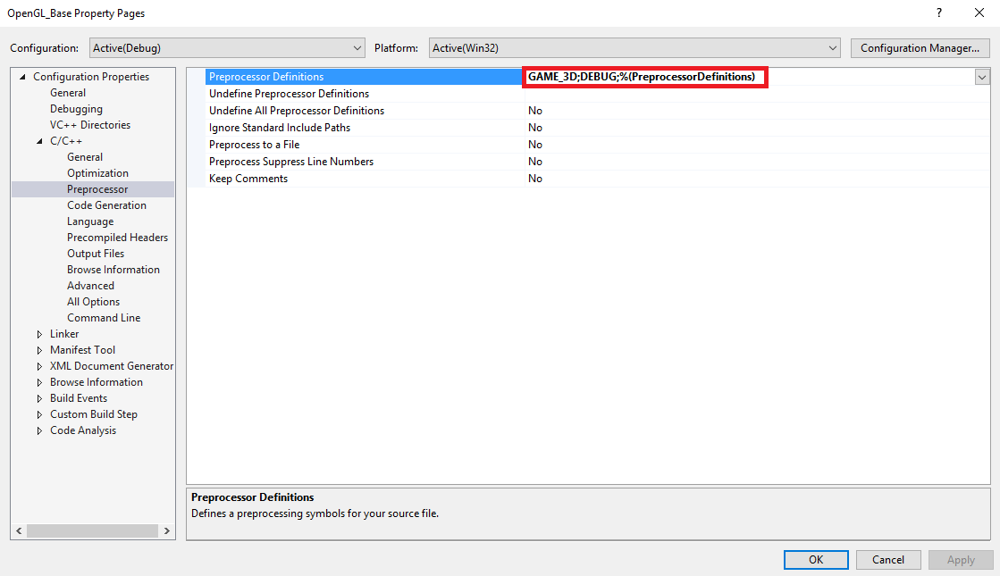 OpenGL_Base Property Pages
?
Configuration: Active(Debug) Platform: Active(Win32) Configuration Manager...
Configuration Properties
General
Debugging
VC++ Directories
C/C++
General
Optimization
Preprocessor
Code Generation
Language
Precompiled Headers
Output Files
Browse Information
Advanced
All Options
Command Line
Linker
Manifest Tool
XML Document Generator
Browse Information
Build Events
Custom Build Step
Code Analysis
Preprocessor Definitions GAME_3D;DEBUG;%(PreprocessorDefinitions)
Undefine Preprocessor Definitions
Undefine All Preprocessor Definitions No
Ignore Standard Include Paths No
Preprocess to a File No
Preprocess Suppress Line Numbers No
Keep Comments No
Preprocessor Definitions
Defines a preprocessing symbols for your source file.
OK Cancel Apply